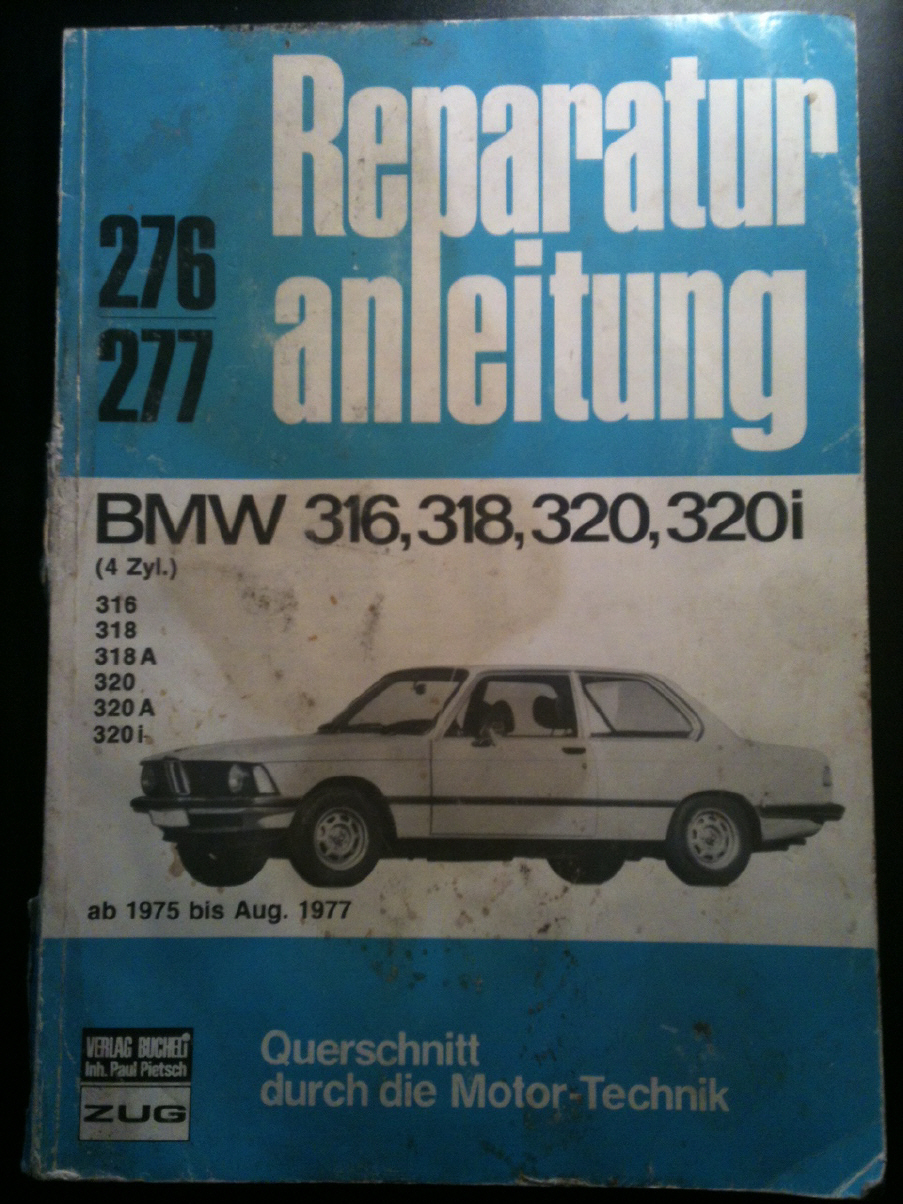 Reparatur
anleitung
276
277
BMW 316, 318, 320, 320i
(4 Zyl.)
316
318
318 A
320
320 A
320 i
ab 1975 bis Aug. 1977
VERLAG BUCHELI
Inh. Paul Pietsch
ZUG
Querschnitt
durch die Motor-Technik